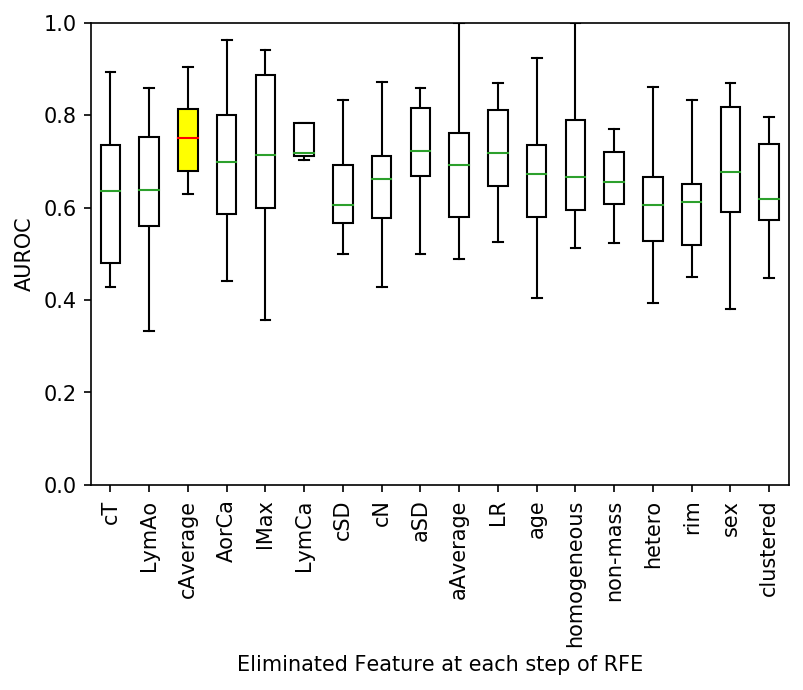 1.0
0.8
0.6
0.4
0.2
0.0
AUROC
cT
LymAo
cAverage
AorCa
lMax
LymCa
cSD
cN
aSD
aAverage
LR
age
homogeneous
non-mass
hetero
rim
sex
clustered
Eliminated Feature at each step of RFE